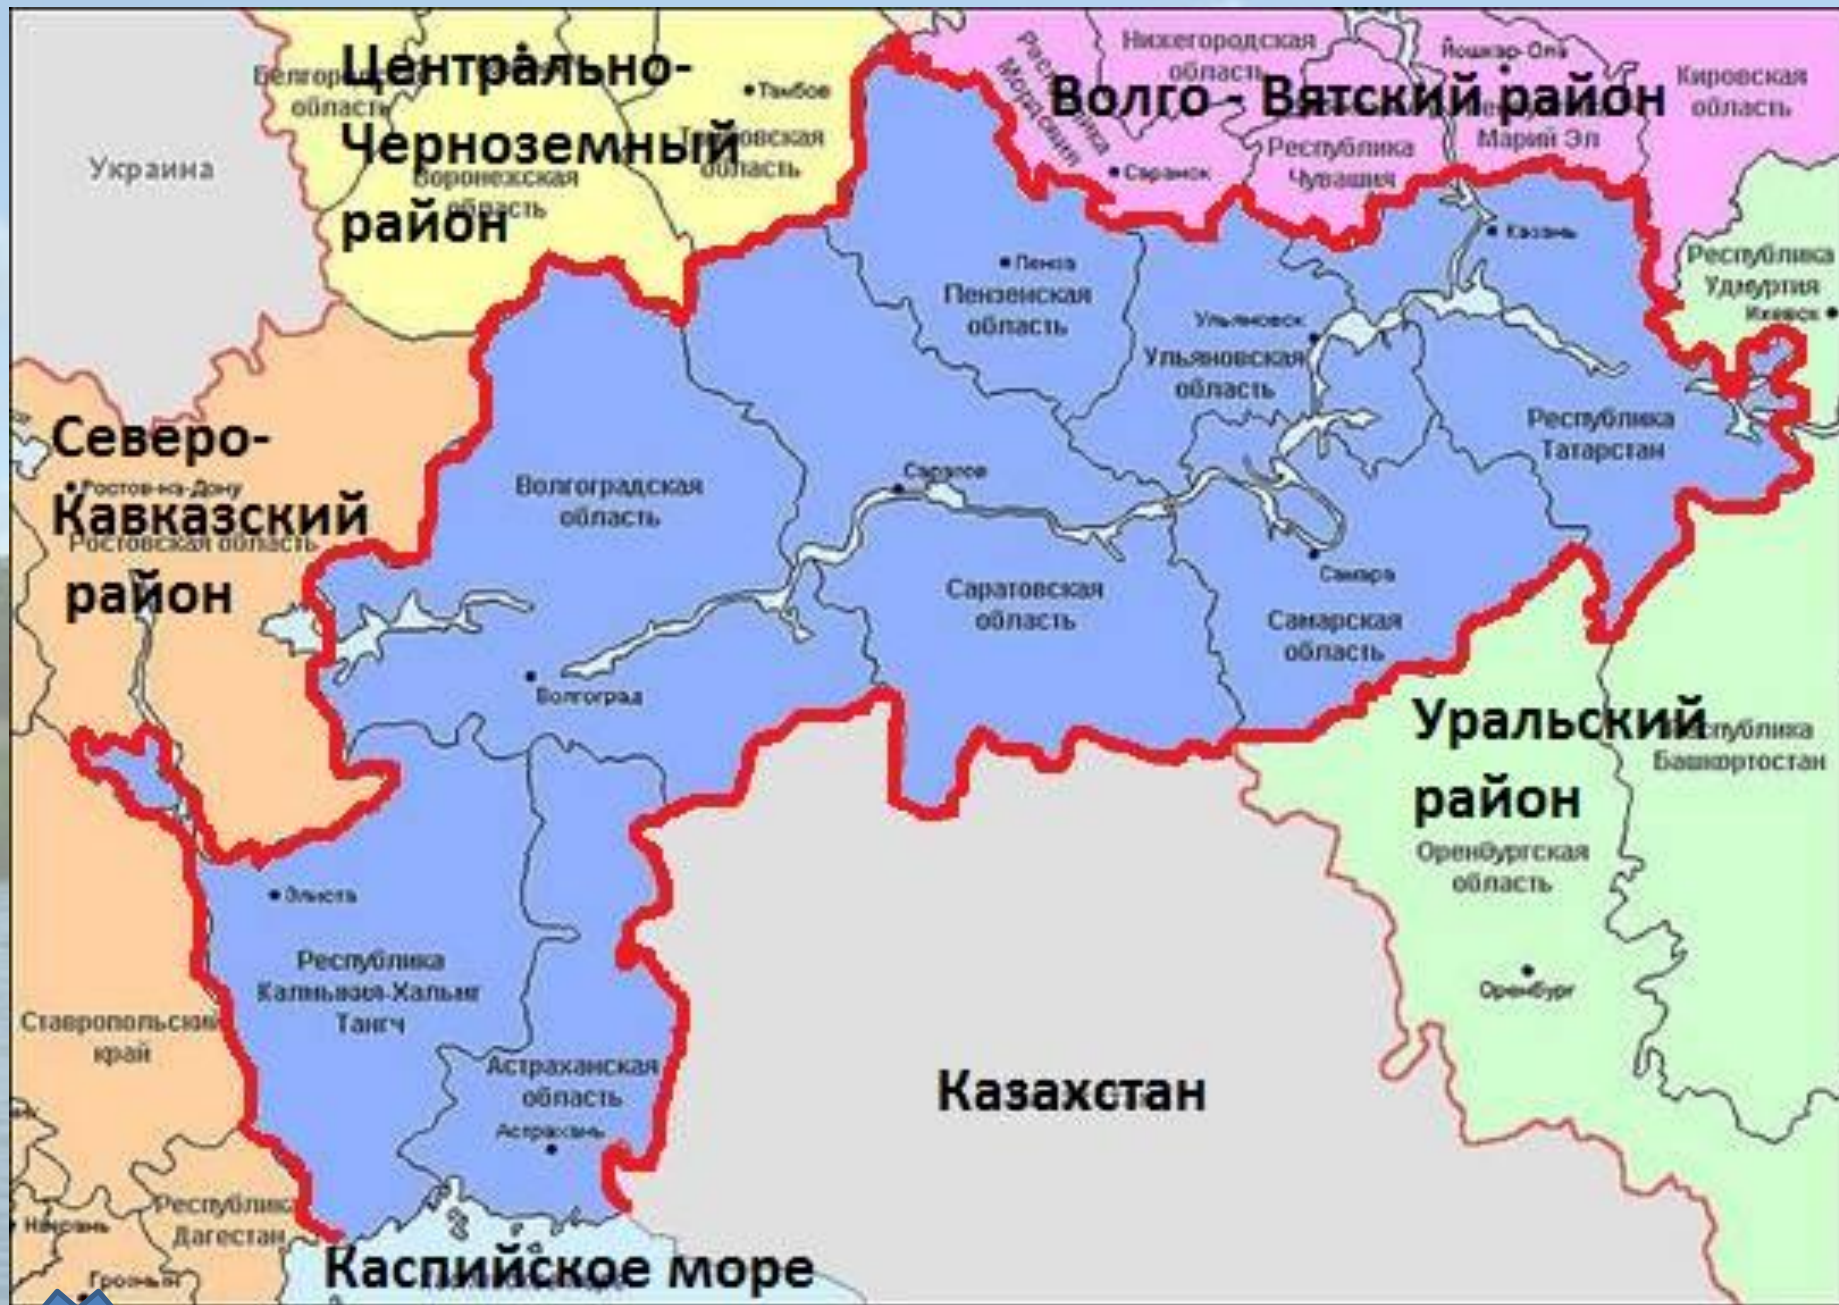 Центрально-
Черноземный
район
Волго - Вятский район
Северо-
Кавказский
район
Уральский
район
Казахстан
Каспийское море
Украина
Белгородская
область
Воронежская
область
Тамбов
Тамбовская
область
Республика
Мордовия
Саранск
Нижегородская
область
Республика
Чувашия
Йошкар-Ола
Марий Эл
Кировская
область
Республика
Удмуртия
Ижевск
Казань
Пенза
Пензенская
область
Ульяновск
Ульяновская
область
Республика
Татарстан
Ростов-на-Дону
Ростовская область
Волгоградская
область
Саратов
Саратовская
область
Самара
Самарская
область
Волгоград
Республика
Башкортостан
Оренбургская
область
Оренбург
Элиста
Республика
Калмыкия-Хальмг
Тангч
Ставропольский
край
Астраханская
область
Астрахань
Республика
Дагестан
Назрань
Грозный